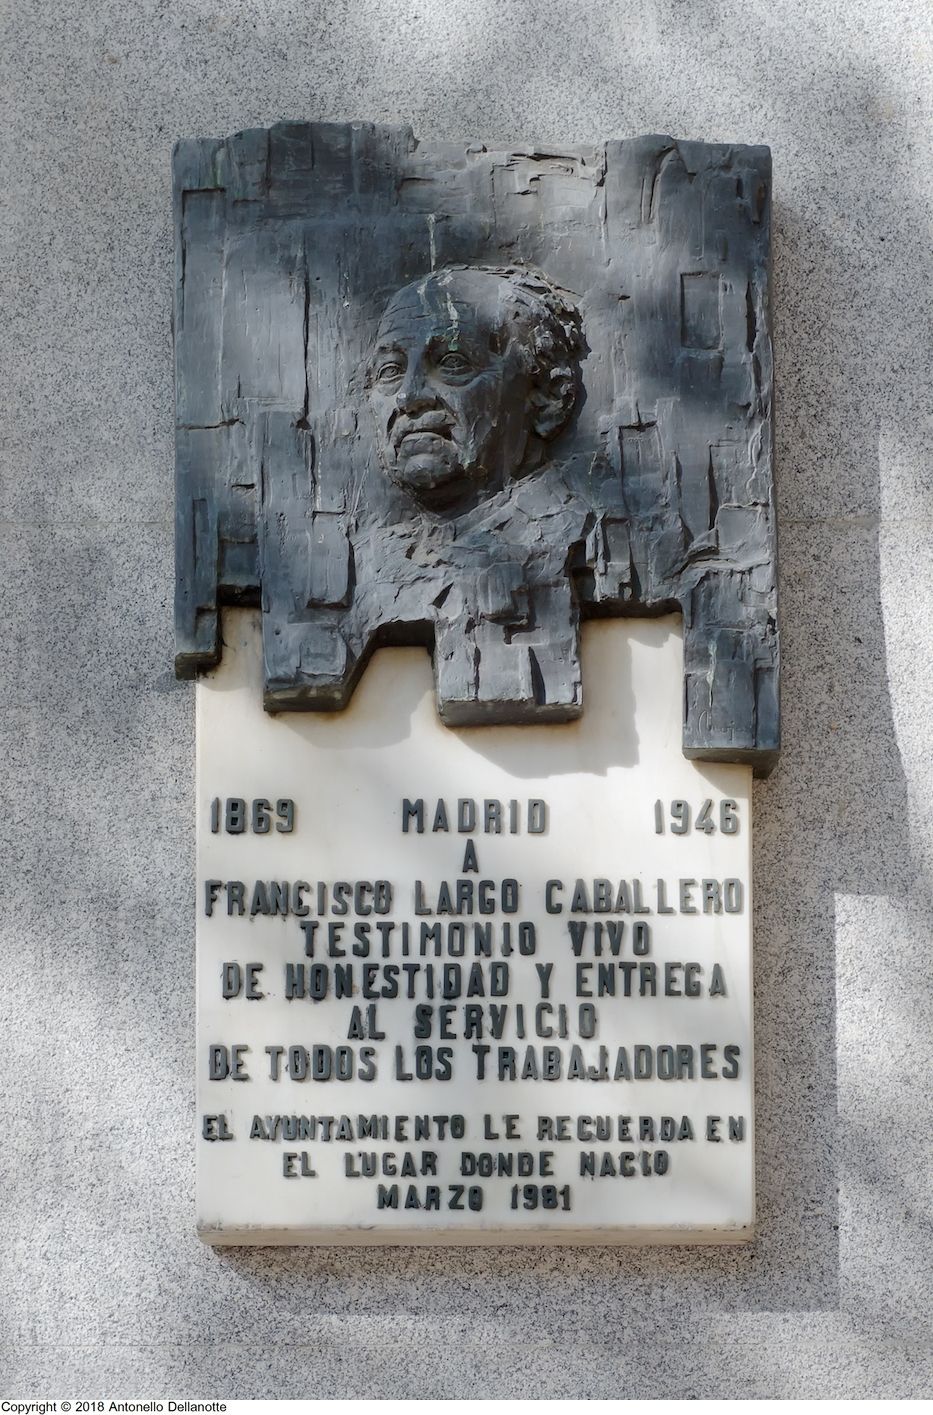 1869 MADRID 1946
A
FRANCISCO LARGO CABALLERO
TESTIMONIO VIVO
DE HONESTIDAD Y ENTREGA
AL SERVICIO
DE TODOS LOS TRABAJADORES
EL AYUNTAMIENTO LE RECUERDA EN
EL LUGAR DONDE NACIO
MARZO 1981
Copyright © 2018 Antonello Dellanotte